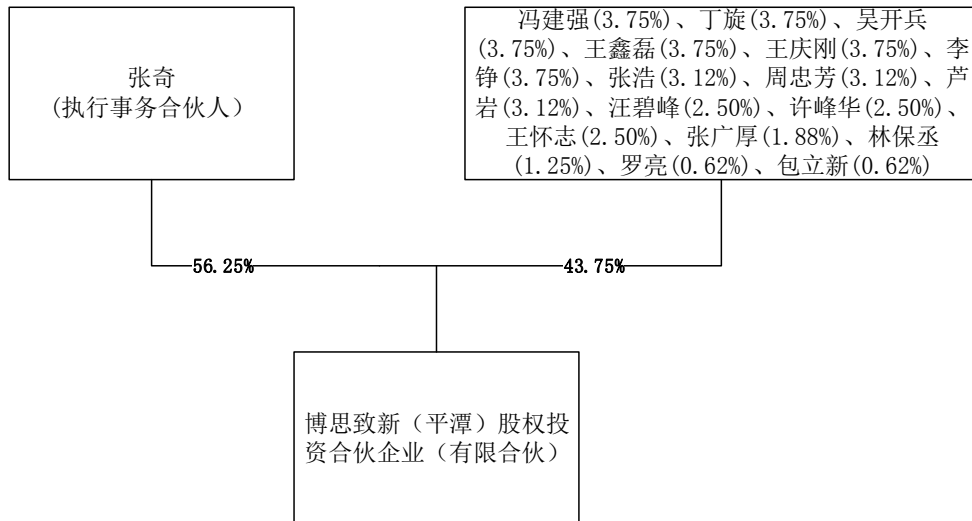 张奇
(执行事务合伙人）
冯建强(3.75%)、丁旋(3.75%)、吴开兵
(3.75%)、王鑫磊(3.75%)、王庆刚(3.75%)、李
铮(3.75%)、张浩(3.12%)、周忠芳(3.12%)、芦
岩(3.12%)、汪碧峰(2.50%)、许峰华(2.50%)、
王怀志(2.50%)、张广厚(1.88%)、林保丞
(1.25%)、罗亮(0.62%)、包立新(0.62%)
56.25%
43.75%
博思致新（平潭）股权投
资合伙企业（有限合伙）